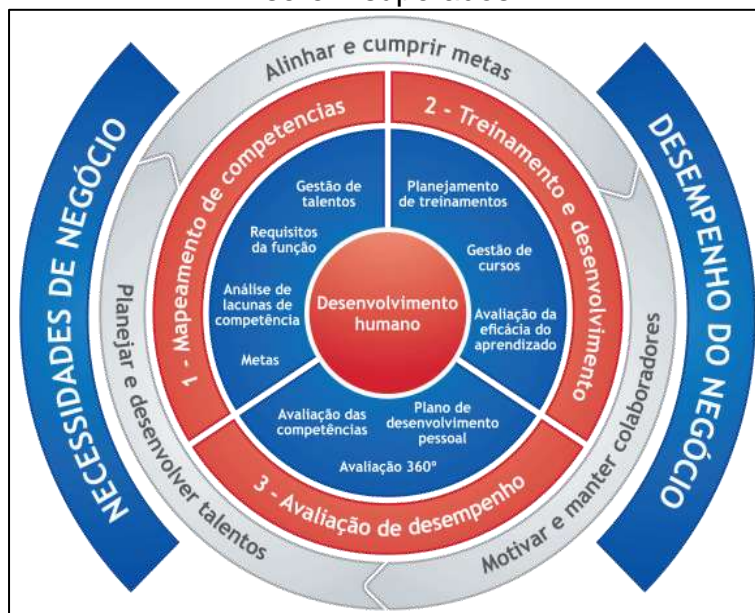 Alinhar e cumprir metas
NECESSIDADES DE NEGÓCIO
DESEMPENHO DO NEGÓCIO
1 - Mapeamento de competencias
2 - Treinamento e desenvolvimento
Gestão de
talentos
Requisitos
da função
Análise de
lacunas de
competência
Metas
Planejamento
de treinamentos
Gestão de
cursos
Avaliação da
eficácia do
aprendizado
Desenvolvimento
humano
Avaliação das
competências
Plano de
desenvolvimento
pessoal
Avaliação 360º
3 - Avaliação de desempenho
Planejar e desenvolver talentos
Motivar e manter colaboradores